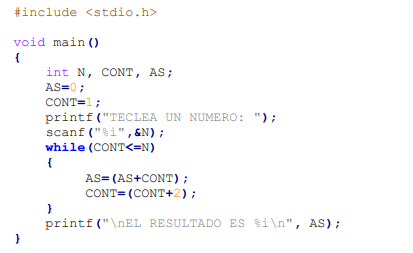 #include <stdio.h>
void main()
{
int N, CONT, AS;
AS=0;
CONT=1;
printf("TECLEA UN NUMERO: ");
scanf("%i",&N);
while(CONT<=N)
{
AS=(AS+CONT);
CONT=(CONT+2);
}
printf("\nEL RESULTADO ES %i\n", AS);
}